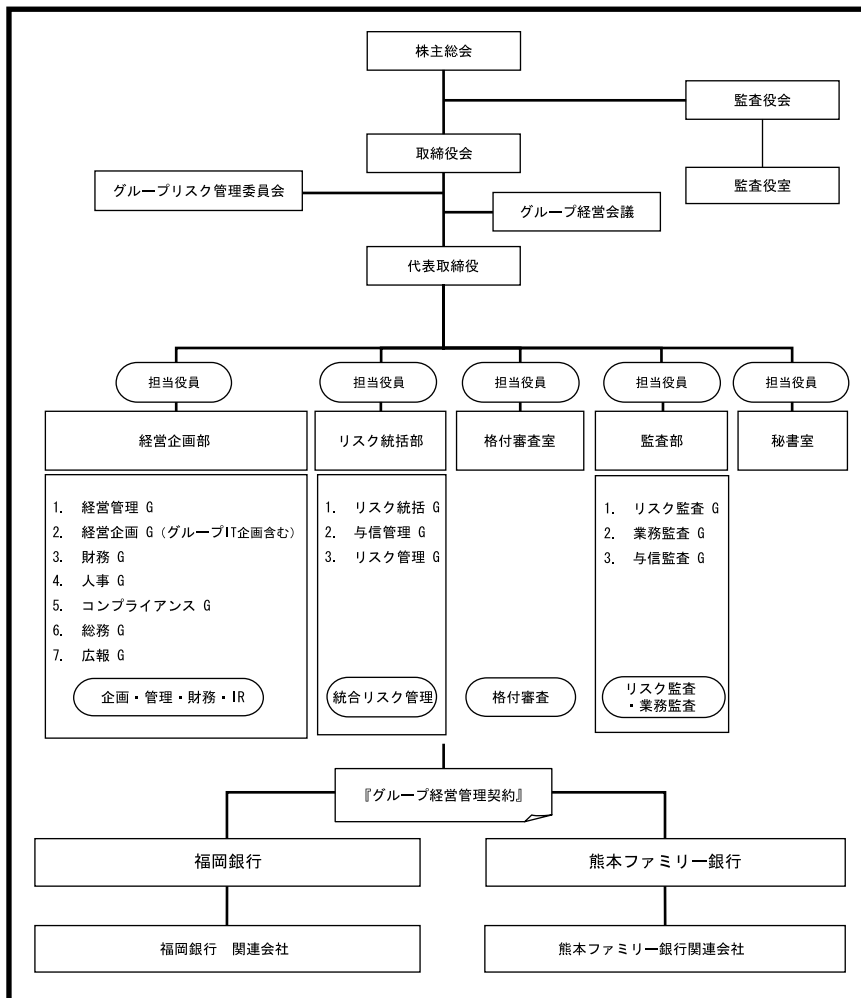 株主総会
監査役会
取締役会
監査役室
グループリスク管理委員会
グループ経営会議
代表取締役
担当役員
担当役員
担当役員
担当役員
担当役員
経営企画部
リスク統括部
格付審査室
監査部
秘書室
1. 経営管理 G
2. 経営企画 G（グループIT企画含む）
3. 財務 G
4. 人事 G
5. コンプライアンス G
6. 総務 G
7. 広報 G
企画・管理・財務・IR
1. リスク統括 G
2. 与信管理 G
3. リスク管理 G
統合リスク管理
格付審査
1. リスク監査 G
2. 業務監査 G
3. 与信監査 G
リスク監査
・業務監査
『グループ経営管理契約』
福岡銀行
熊本ファミリー銀行
福岡銀行　関連会社
熊本ファミリー銀行関連会社